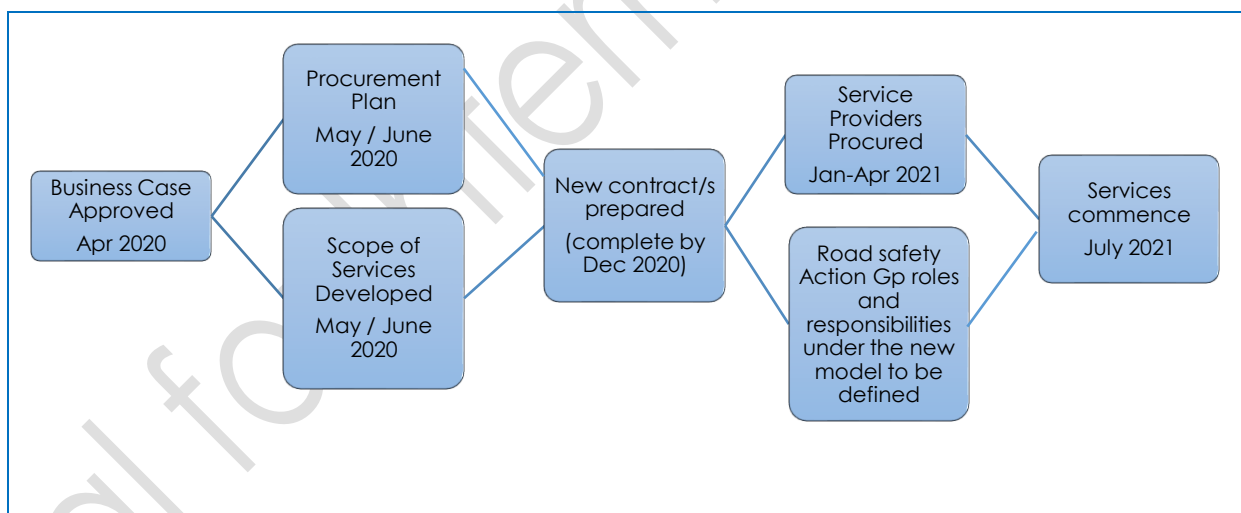 Business Case
Approved
Apr 2020
Procurement
Plan
May / June
2020
Scope of
Services
Developed
May / June
2020
New contract/s
prepared
(complete by
Dec 2020)
Service
Providers
Procured
Jan-Apr 2021
Road safety
Action Gp roles
and
responsibilities
under the new
model to be
defined
Services
commence
July 2021